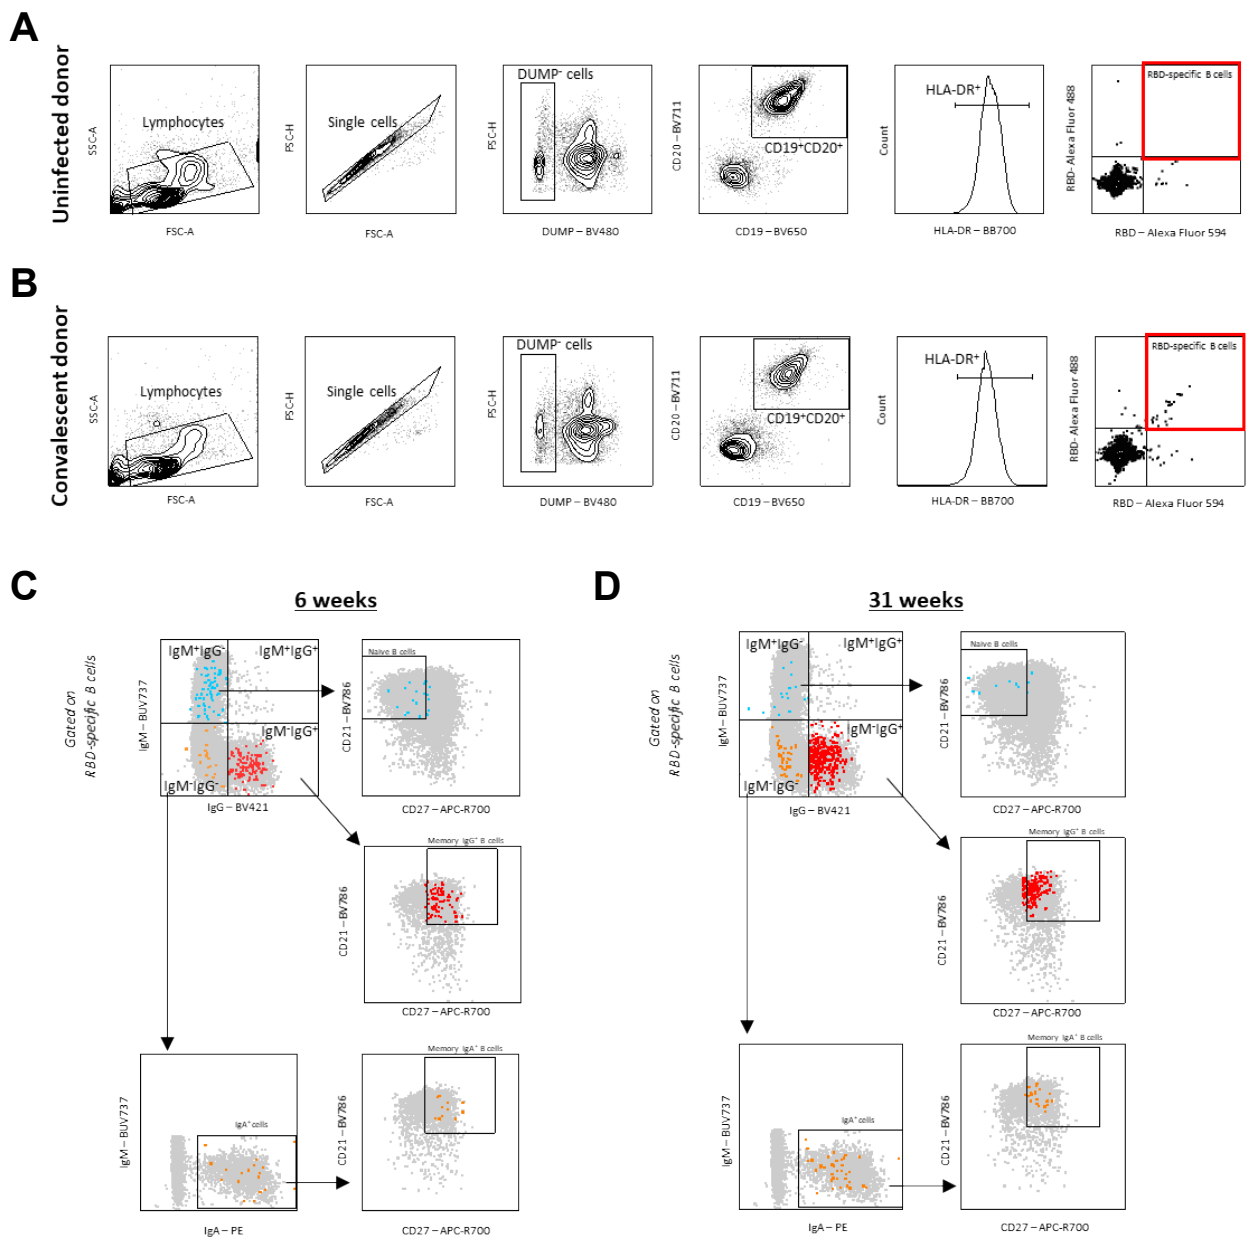 A
Uninfected donor
SSC-A
Lymphocytes
FSC-A
FSC-H
Single cells
FSC-A
DUMP⁻ cells
FSC-H
DUMP – BV480
CD20 – BV711
CD19⁺CD20⁺
CD19 – BV650
Count
HLA-DR⁺
HLA-DR – BB700
RBD- Alexa Fluor 488
RBD-specific B cells
RBD – Alexa Fluor 594
B
Convalescent donor
SSC-A
Lymphocytes
FSC-A
FSC-H
Single cells
FSC-A
DUMP⁻ cells
FSC-H
DUMP – BV480
CD20 – BV711
CD19⁺CD20⁺
CD19 – BV650
Count
HLA-DR⁺
HLA-DR – BB700
RBD- Alexa Fluor 488
RBD-specific B cells
RBD – Alexa Fluor 594
C
6 weeks
Gated on
RBD-specific B cells
IgM – BUV737
IgM⁺IgG⁻
IgM⁺IgG⁺
IgM⁻IgG⁺
IgM⁻IgG⁻
IgG – BV421
Naive B cells
CD21 – BV786
CD27 – APC-R700
Memory IgG⁺ B cells
CD21 – BV786
CD27 – APC-R700
IgM – BUV737
IgA⁺ cells
IgA – PE
Memory IgA⁺ B cells
CD21 – BV786
CD27 – APC-R700
D
31 weeks
Gated on
RBD-specific B cells
IgM – BUV737
IgM⁺IgG⁻
IgM⁺IgG⁺
IgM⁻IgG⁺
IgM⁻IgG⁻
IgG – BV421
Naive B cells
CD21 – BV786
CD27 – APC-R700
Memory IgG⁺ B cells
CD21 – BV786
CD27 – APC-R700
IgM – BUV737
IgA⁺ cells
IgA – PE
Memory IgA⁺ B cells
CD21 – BV786
CD27 – APC-R700